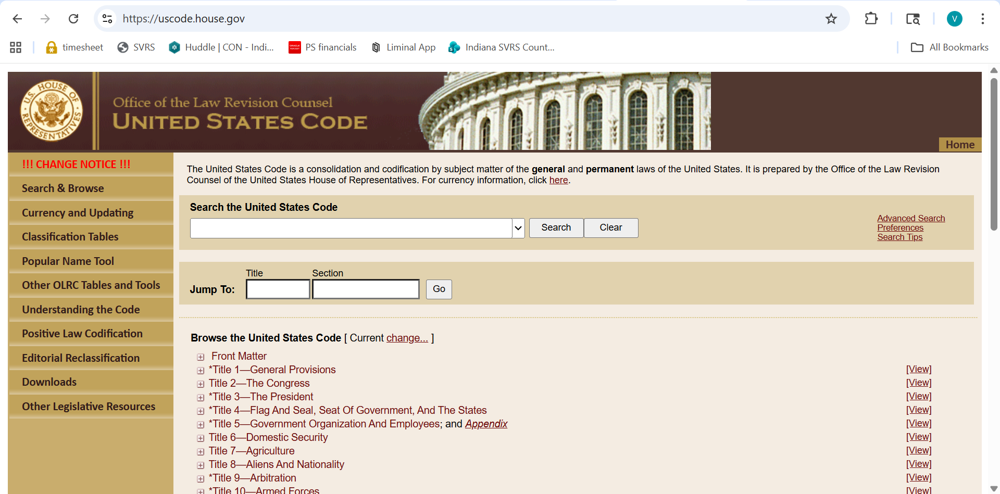 https://uscode.house.gov
V
timesheet
SVRS
Huddle | CON - Indi...
PS financials
Liminal App
Indiana SVRS Count...
All Bookmarks
U.S. HOUSE OF REPRESENTATIVES
Office of the Law Revision Counsel
UNITED STATES CODE
Home
!!! CHANGE NOTICE !!!
Search & Browse
Currency and Updating
Classification Tables
Popular Name Tool
Other OLRC Tables and Tools
Understanding the Code
Positive Law Codification
Editorial Reclassification
Downloads
Other Legislative Resources
The United States Code is a consolidation and codification by subject matter of the general and permanent laws of the United States. It is prepared by the Office of the Law Revision
Counsel of the United States House of Representatives. For currency information, click here.
Search the United States Code
Search
Clear
Advanced Search
Preferences
Search Tips
Title
Section
Jump To:
Go
Browse the United States Code [ Current change... ]
Front Matter
*Title 1—General Provisions [View]
Title 2—The Congress [View]
*Title 3—The President [View]
*Title 4—Flag And Seal, Seat Of Government, And The States [View]
*Title 5—Government Organization And Employees; and Appendix [View]
Title 6—Domestic Security [View]
Title 7—Agriculture [View]
Title 8—Aliens And Nationality [View]
*Title 9—Arbitration [View]
*Title 10—Armed Forces [View]